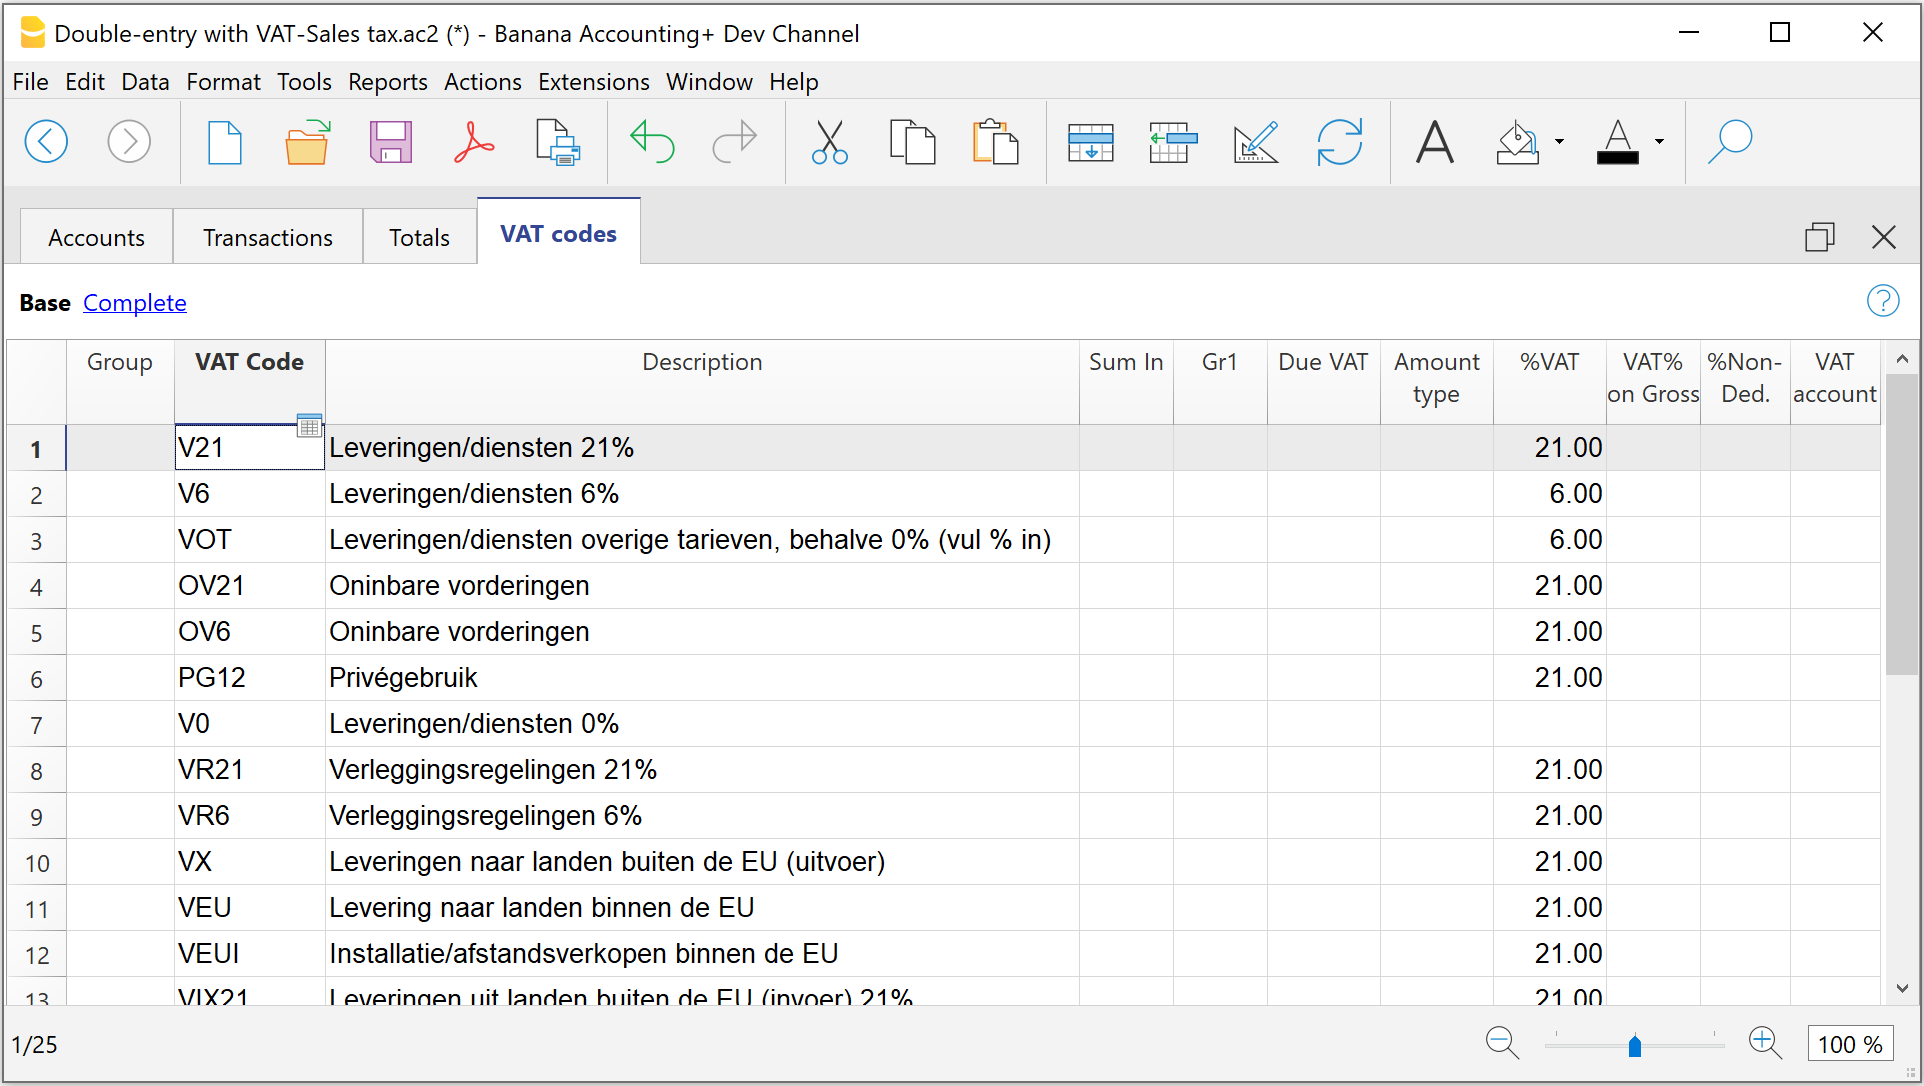 Double-entry with VAT-Sales tax.ac2 (*) - Banana Accounting+ Dev Channel
File Edit Data Format Tools Reports Actions Extensions Window Help
Accounts Transactions Totals VAT codes
Base Complete
Group VAT Code Description Sum In Gr1 Due VAT Amount type %VAT VAT% on Gross %Non-Ded. VAT account
1 V21 Leveringen/diensten 21% 21.00
2 V6 Leveringen/diensten 6% 6.00
3 VOT Leveringen/diensten overige tarieven, behalve 0% (vul % in) 6.00
4 OV21 Oninbare vorderingen 21.00
5 OV6 Oninbare vorderingen 21.00
6 PG12 Privégebruik 21.00
7 V0 Leveringen/diensten 0%
8 VR21 Verleggingsregelingen 21% 21.00
9 VR6 Verleggingsregelingen 6% 21.00
10 VX Leveringen naar landen buiten de EU (uitvoer) 21.00
11 VEU Levering naar landen binnen de EU 21.00
12 VEUI Installatie/afstandsverkopen binnen de EU 21.00
13 VIX21 Leveringen uit landen buiten de EU (invoer) 21% 21.00
1/25 100 %